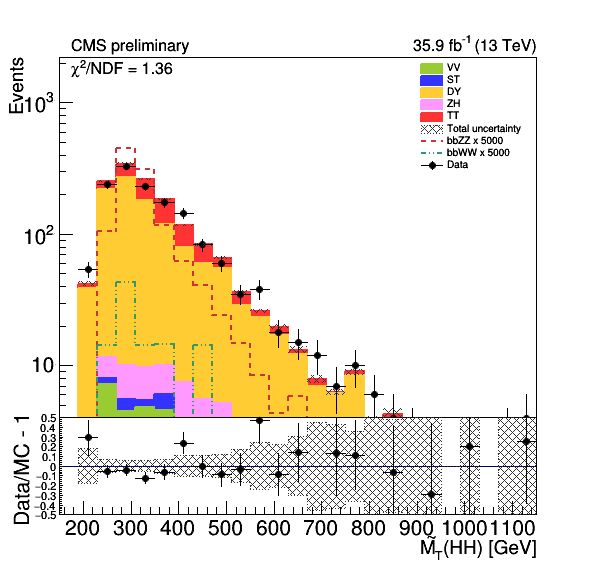 CMS preliminary 35.9 fb⁻¹ (13 TeV)
χ²/NDF = 1.36
Events
10³
10²
10
VV
ST
DY
ZH
TT
Total uncertainty
bbZZ x 5000
bbWW x 5000
Data
Data/MC - 1
0.5
0.4
0.3
0.2
0.1
0
-0.1
-0.2
-0.3
-0.4
-0.5
200 300 400 500 600 700 800 900 1000 1100
M̃_T(HH) [GeV]